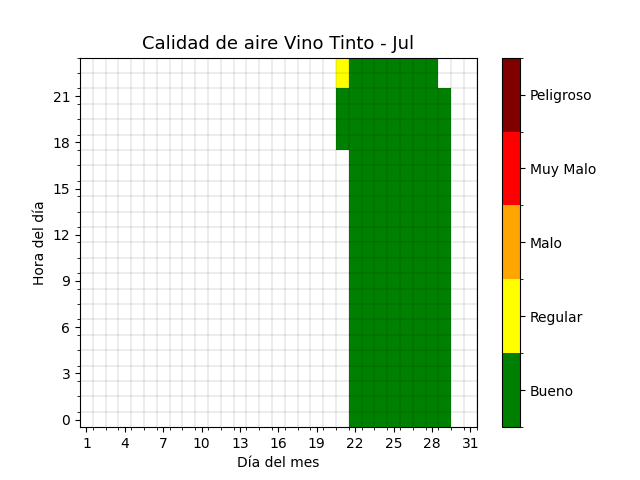 Calidad de aire Vino Tinto - Jul
21
18
15
12
9
6
3
0
Hora del día
1 4 7 10 13 16 19 22 25 28 31
Día del mes
Peligroso
Muy Malo
Malo
Regular
Bueno